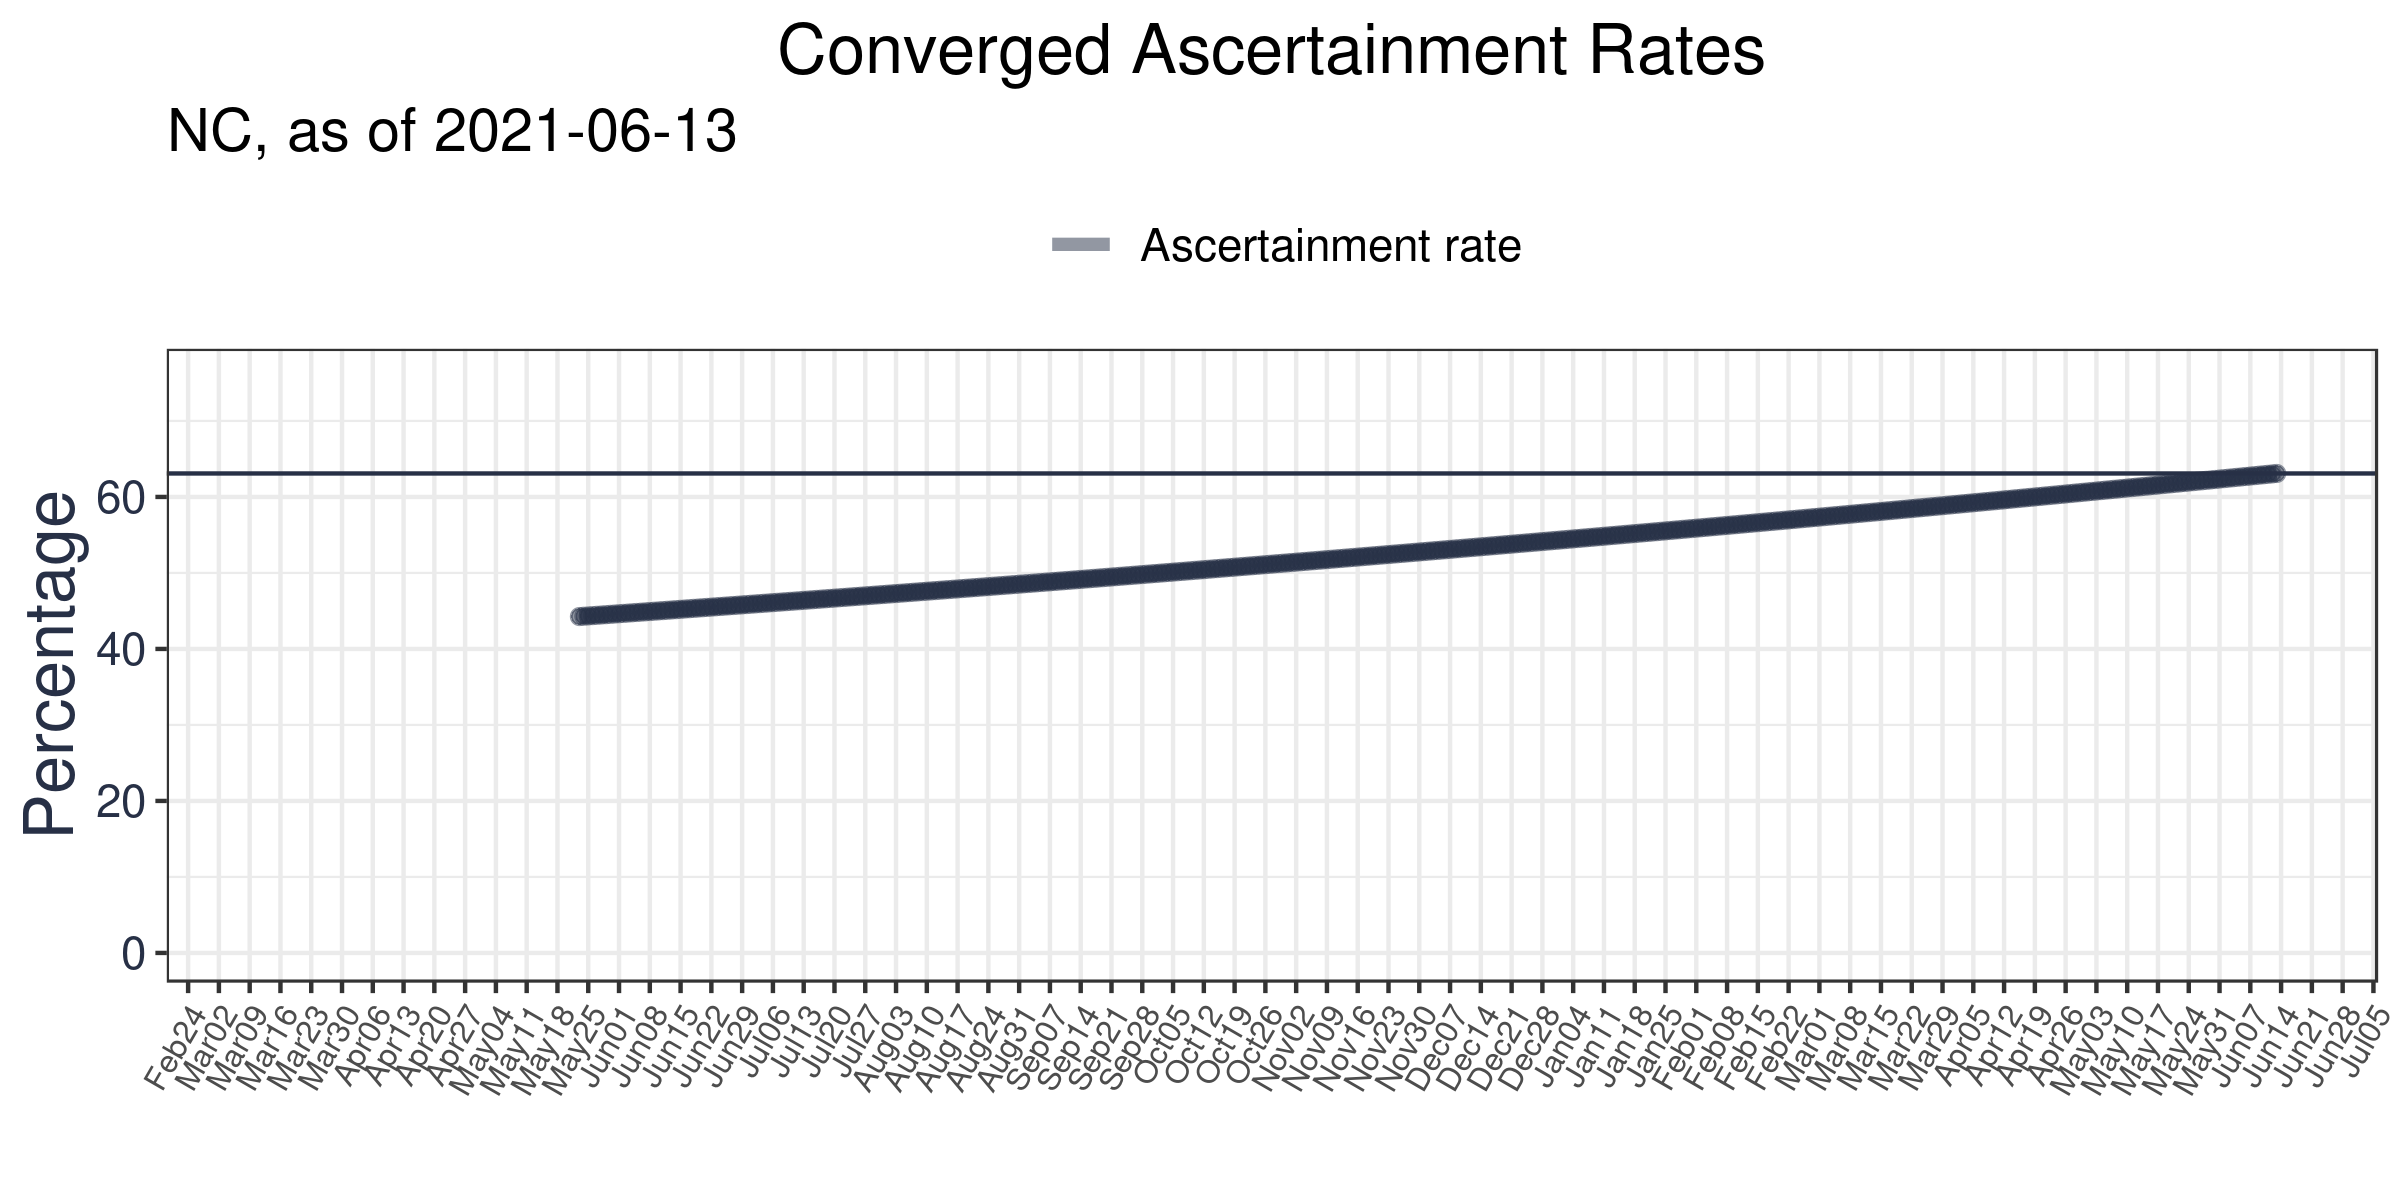 Converged Ascertainment Rates
NC, as of 2021-06-13
Ascertainment rate
Percentage
60
40
20
0
Feb24
Mar02
Mar09
Mar16
Mar23
Mar30
Apr06
Apr13
Apr20
Apr27
May04
May11
May18
May25
Jun01
Jun08
Jun15
Jun22
Jun29
Jul06
Jul13
Jul20
Jul27
Aug03
Aug10
Aug17
Aug24
Aug31
Sep07
Sep14
Sep21
Sep28
Oct05
Oct12
Oct19
Oct26
Nov02
Nov09
Nov16
Nov23
Nov30
Dec07
Dec14
Dec21
Dec28
Jan04
Jan11
Jan18
Jan25
Feb01
Feb08
Feb15
Feb22
Mar01
Mar08
Mar15
Mar22
Mar29
Apr05
Apr12
Apr19
Apr26
May03
May10
May17
May24
May31
Jun07
Jun14
Jun21
Jun28
Jul05